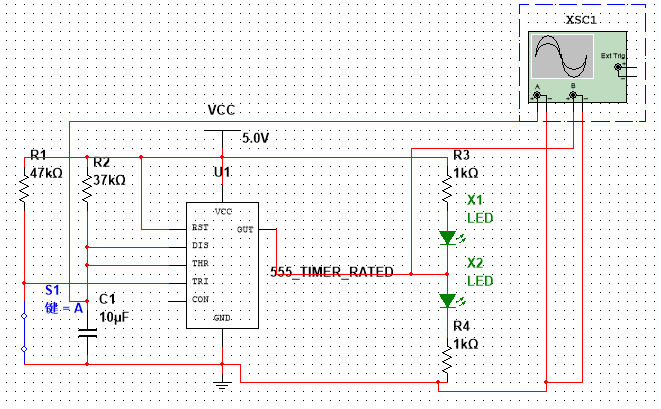 XSC1
Ext Trig
+
-
A
B
+ - + -
VCC
5.0V
R1
47kΩ
R2
37kΩ
U1
R3
1kΩ
VCC
RST
OUT
DIS
THR
TRI
CON
GND
X1
LED
555_TIMER_RATED
X2
LED
S1
键 = A
C1
10µF
R4
1kΩ